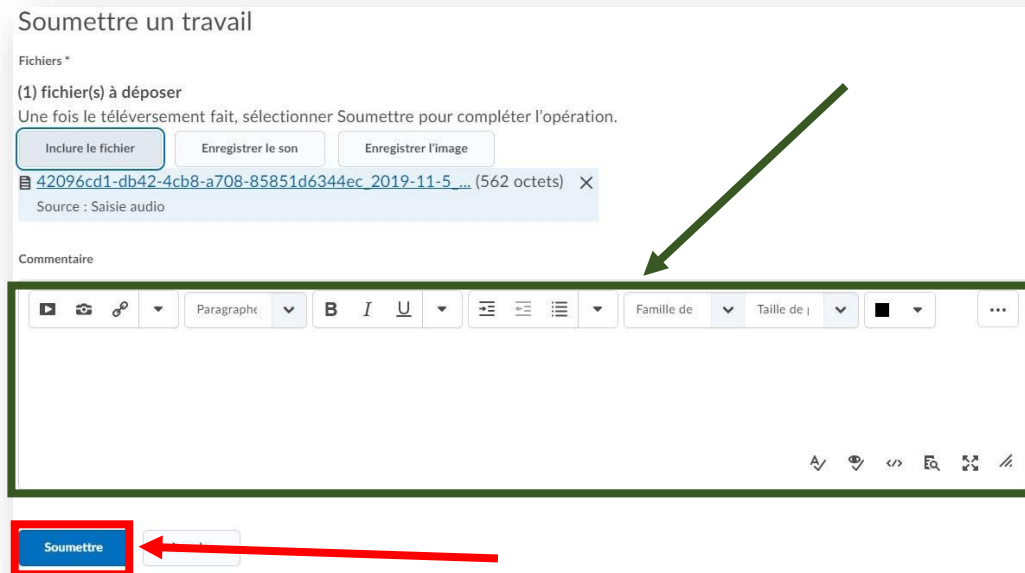 Soumettre un travail
Fichiers *
(1) fichier(s) à déposer
Une fois le téléversement fait, sélectionner Soumettre pour compléter l'opération.
Inclure le fichier Enregistrer le son Enregistrer l'image
42096cd1-db42-4cb8-a708-85851d6344ec_2019-11-5_... (562 octets)
Source : Saisie audio
Commentaire
Paragraphe B I U Famille de Taille de
Soumettre